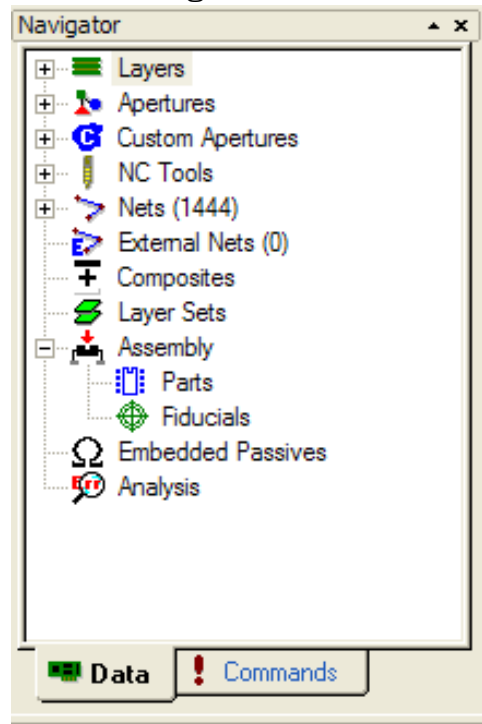 Navigator
Layers
Apertures
Custom Apertures
NC Tools
Nets (1444)
External Nets (0)
Composites
Layer Sets
Assembly
Parts
Fiducials
Embedded Passives
Analysis
Data
Commands